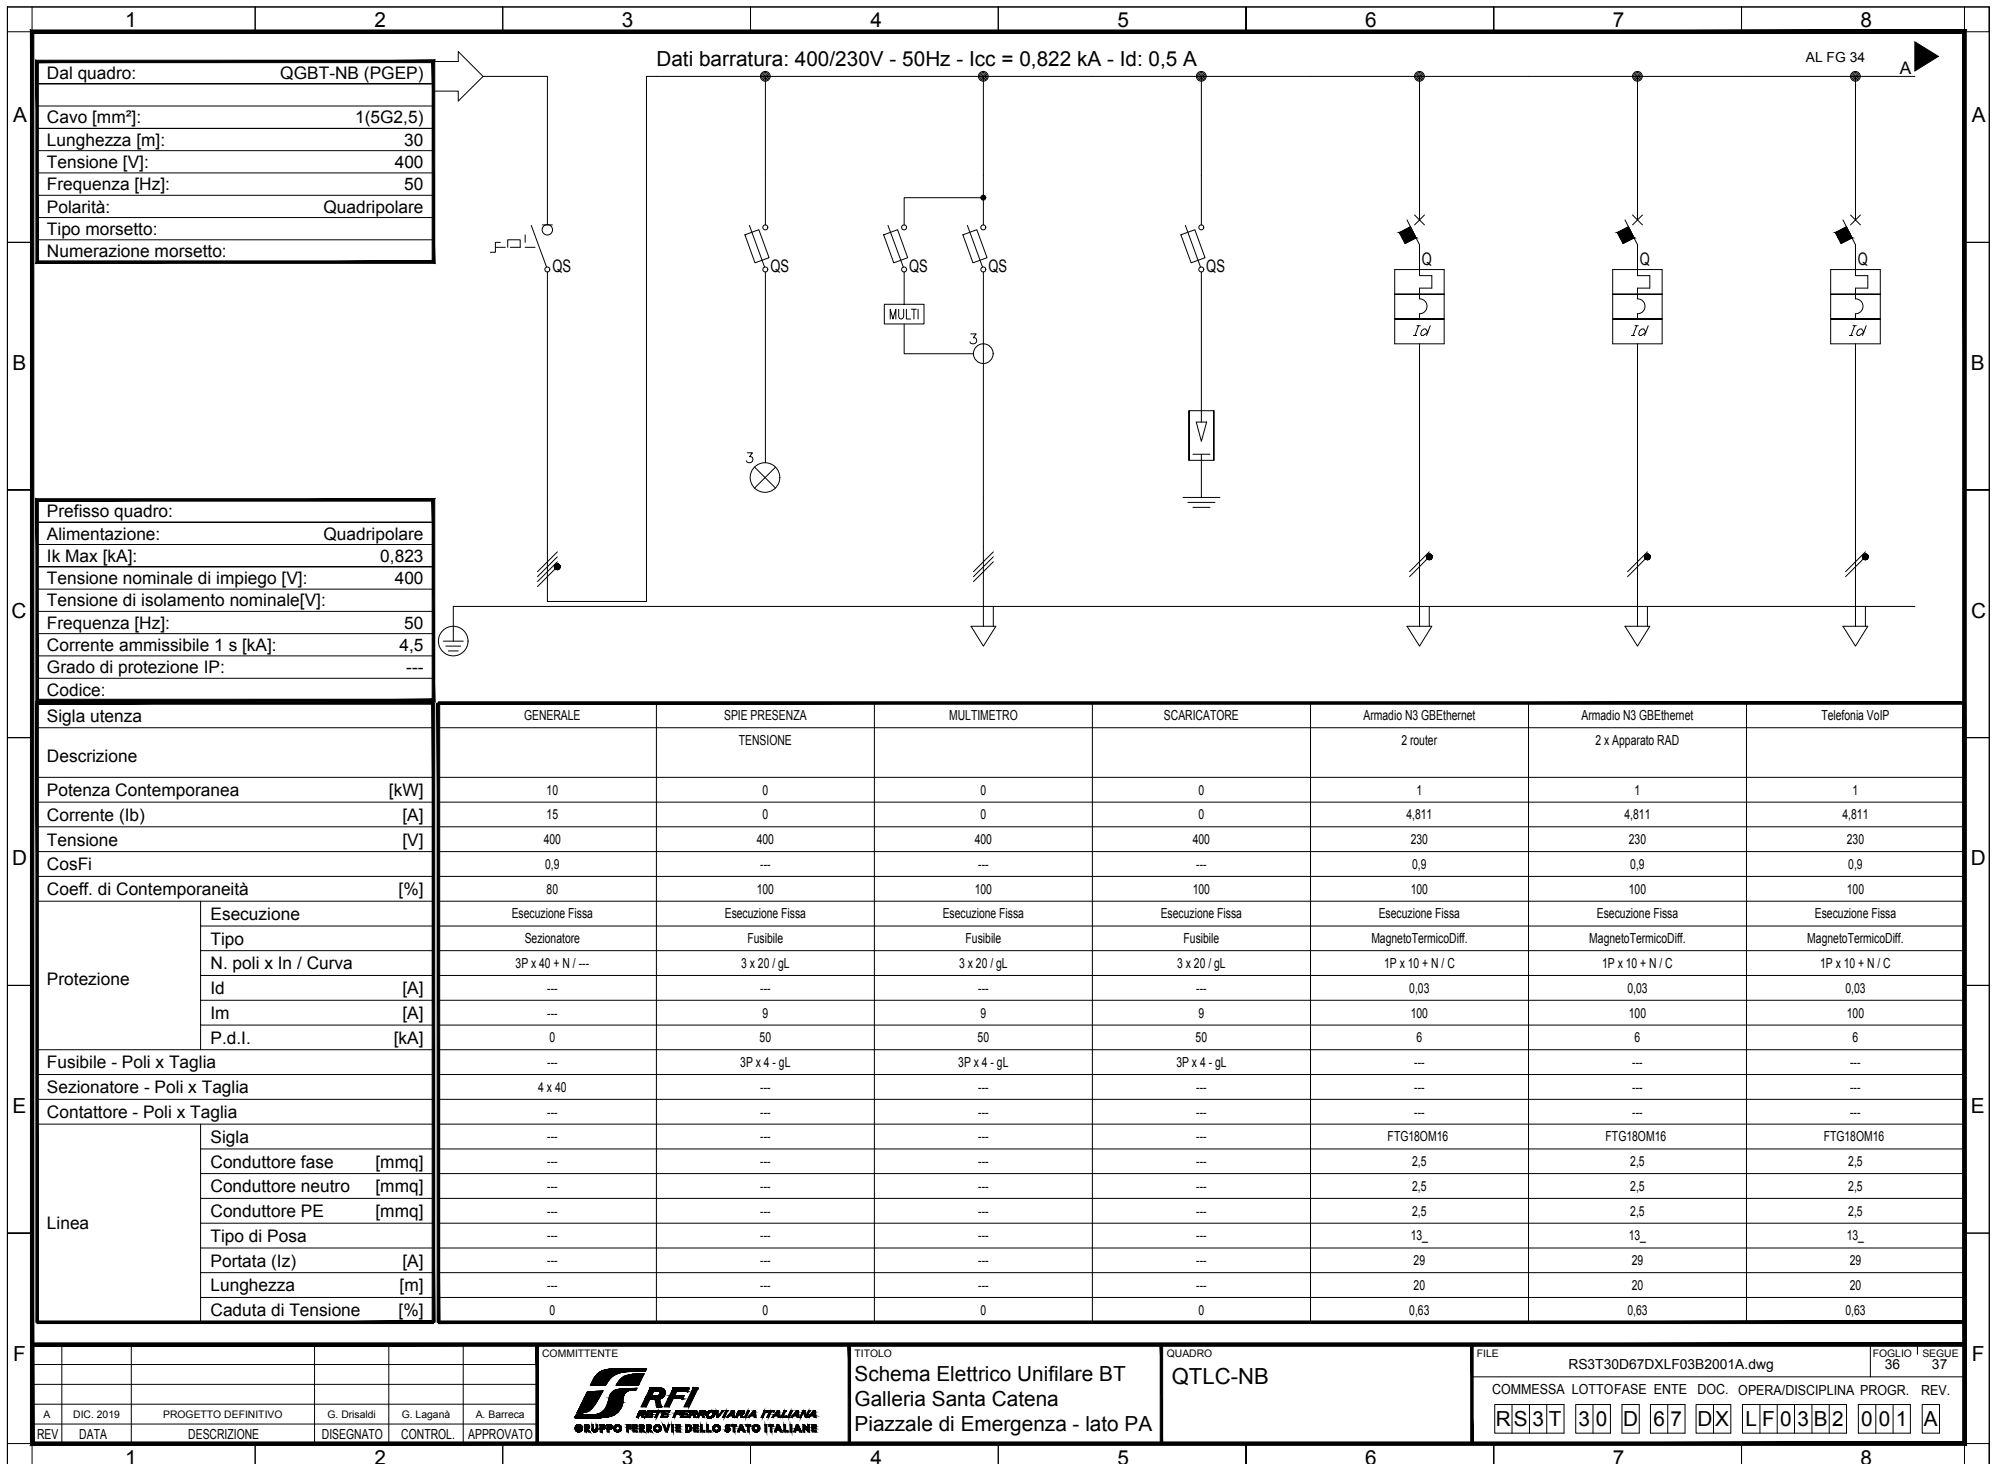 1 2 3 4 5 6 7 8
Dati barratura: 400/230V - 50Hz - Icc = 0,822 kA - Id: 0,5 A
AL FG 34
A
Dal quadro: QGBT-NB (PGEP)
Cavo [mm²]: 1(5G2,5)
Lunghezza [m]: 30
Tensione [V]: 400
Frequenza [Hz]: 50
Polarità: Quadripolare
Tipo morsetto:
Numerazione morsetto:
A A
QS QS QS QS QS Q Q Q
MULTI
3
Id Id Id
B B
3
Prefisso quadro:
Alimentazione: Quadripolare
Ik Max [kA]: 0,823
Tensione nominale di impiego [V]: 400
Tensione di isolamento nominale[V]:
Frequenza [Hz]: 50
Corrente ammissibile 1 s [kA]: 4,5
Grado di protezione IP: ---
Codice:
C C
Sigla utenza GENERALE SPIE PRESENZA MULTIMETRO SCARICATORE Armadio N3 GBEthernet Armadio N3 GBEthernet Telefonia VoIP
Descrizione TENSIONE 2 router 2 x Apparato RAD
Potenza Contemporanea [kW] 10 0 0 0 1 1 1
Corrente (Ib) [A] 15 0 0 0 4,811 4,811 4,811
Tensione [V] 400 400 400 400 230 230 230
CosFi 0,9 --- --- --- 0,9 0,9 0,9
Coeff. di Contemporaneità [%] 80 100 100 100 100 100 100
D D
Protezione
Esecuzione Esecuzione Fissa Esecuzione Fissa Esecuzione Fissa Esecuzione Fissa Esecuzione Fissa Esecuzione Fissa Esecuzione Fissa
Tipo Sezionatore Fusibile Fusibile Fusibile MagnetoTermicoDiff. MagnetoTermicoDiff. MagnetoTermicoDiff.
N. poli x In / Curva 3P x 40 + N / --- 3 x 20 / gL 3 x 20 / gL 3 x 20 / gL 1P x 10 + N / C 1P x 10 + N / C 1P x 10 + N / C
Id [A] --- --- --- --- 0,03 0,03 0,03
Im [A] --- 9 9 9 100 100 100
P.d.I. [kA] 0 50 50 50 6 6 6
Fusibile - Poli x Taglia --- 3P x 4 - gL 3P x 4 - gL 3P x 4 - gL --- --- ---
Sezionatore - Poli x Taglia 4 x 40 --- --- --- --- --- ---
Contattore - Poli x Taglia --- --- --- --- --- --- ---
E E
Linea
Sigla --- --- --- --- FTG18OM16 FTG18OM16 FTG18OM16
Conduttore fase [mmq] --- --- --- --- 2,5 2,5 2,5
Conduttore neutro [mmq] --- --- --- --- 2,5 2,5 2,5
Conduttore PE [mmq] --- --- --- --- 2,5 2,5 2,5
Tipo di Posa --- --- --- --- 13_ 13_ 13_
Portata (Iz) [A] --- --- --- --- 29 29 29
Lunghezza [m] --- --- --- --- 20 20 20
Caduta di Tensione [%] 0 0 0 0 0,63 0,63 0,63
F F
A DIC. 2019 PROGETTO DEFINITIVO G. Drisaldi G. Laganà A. Barreca
REV DATA DESCRIZIONE DISEGNATO CONTROL. APPROVATO
COMMITTENTE
RFI
RETE FERROVIARIA ITALIANA
GRUPPO FERROVIE DELLO STATO ITALIANE
TITOLO
Schema Elettrico Unifilare BT
Galleria Santa Catena
Piazzale di Emergenza - lato PA
QUADRO
QTLC-NB
FILE
RS3T30D67DXLF03B2001A.dwg
FOGLIO SEGUE
36 37
COMMESSA LOTTO FASE ENTE DOC. OPERA/DISCIPLINA PROGR. REV.
RS3T 30 D 67 DX LF03B2 001 A
1 2 3 4 5 6 7 8